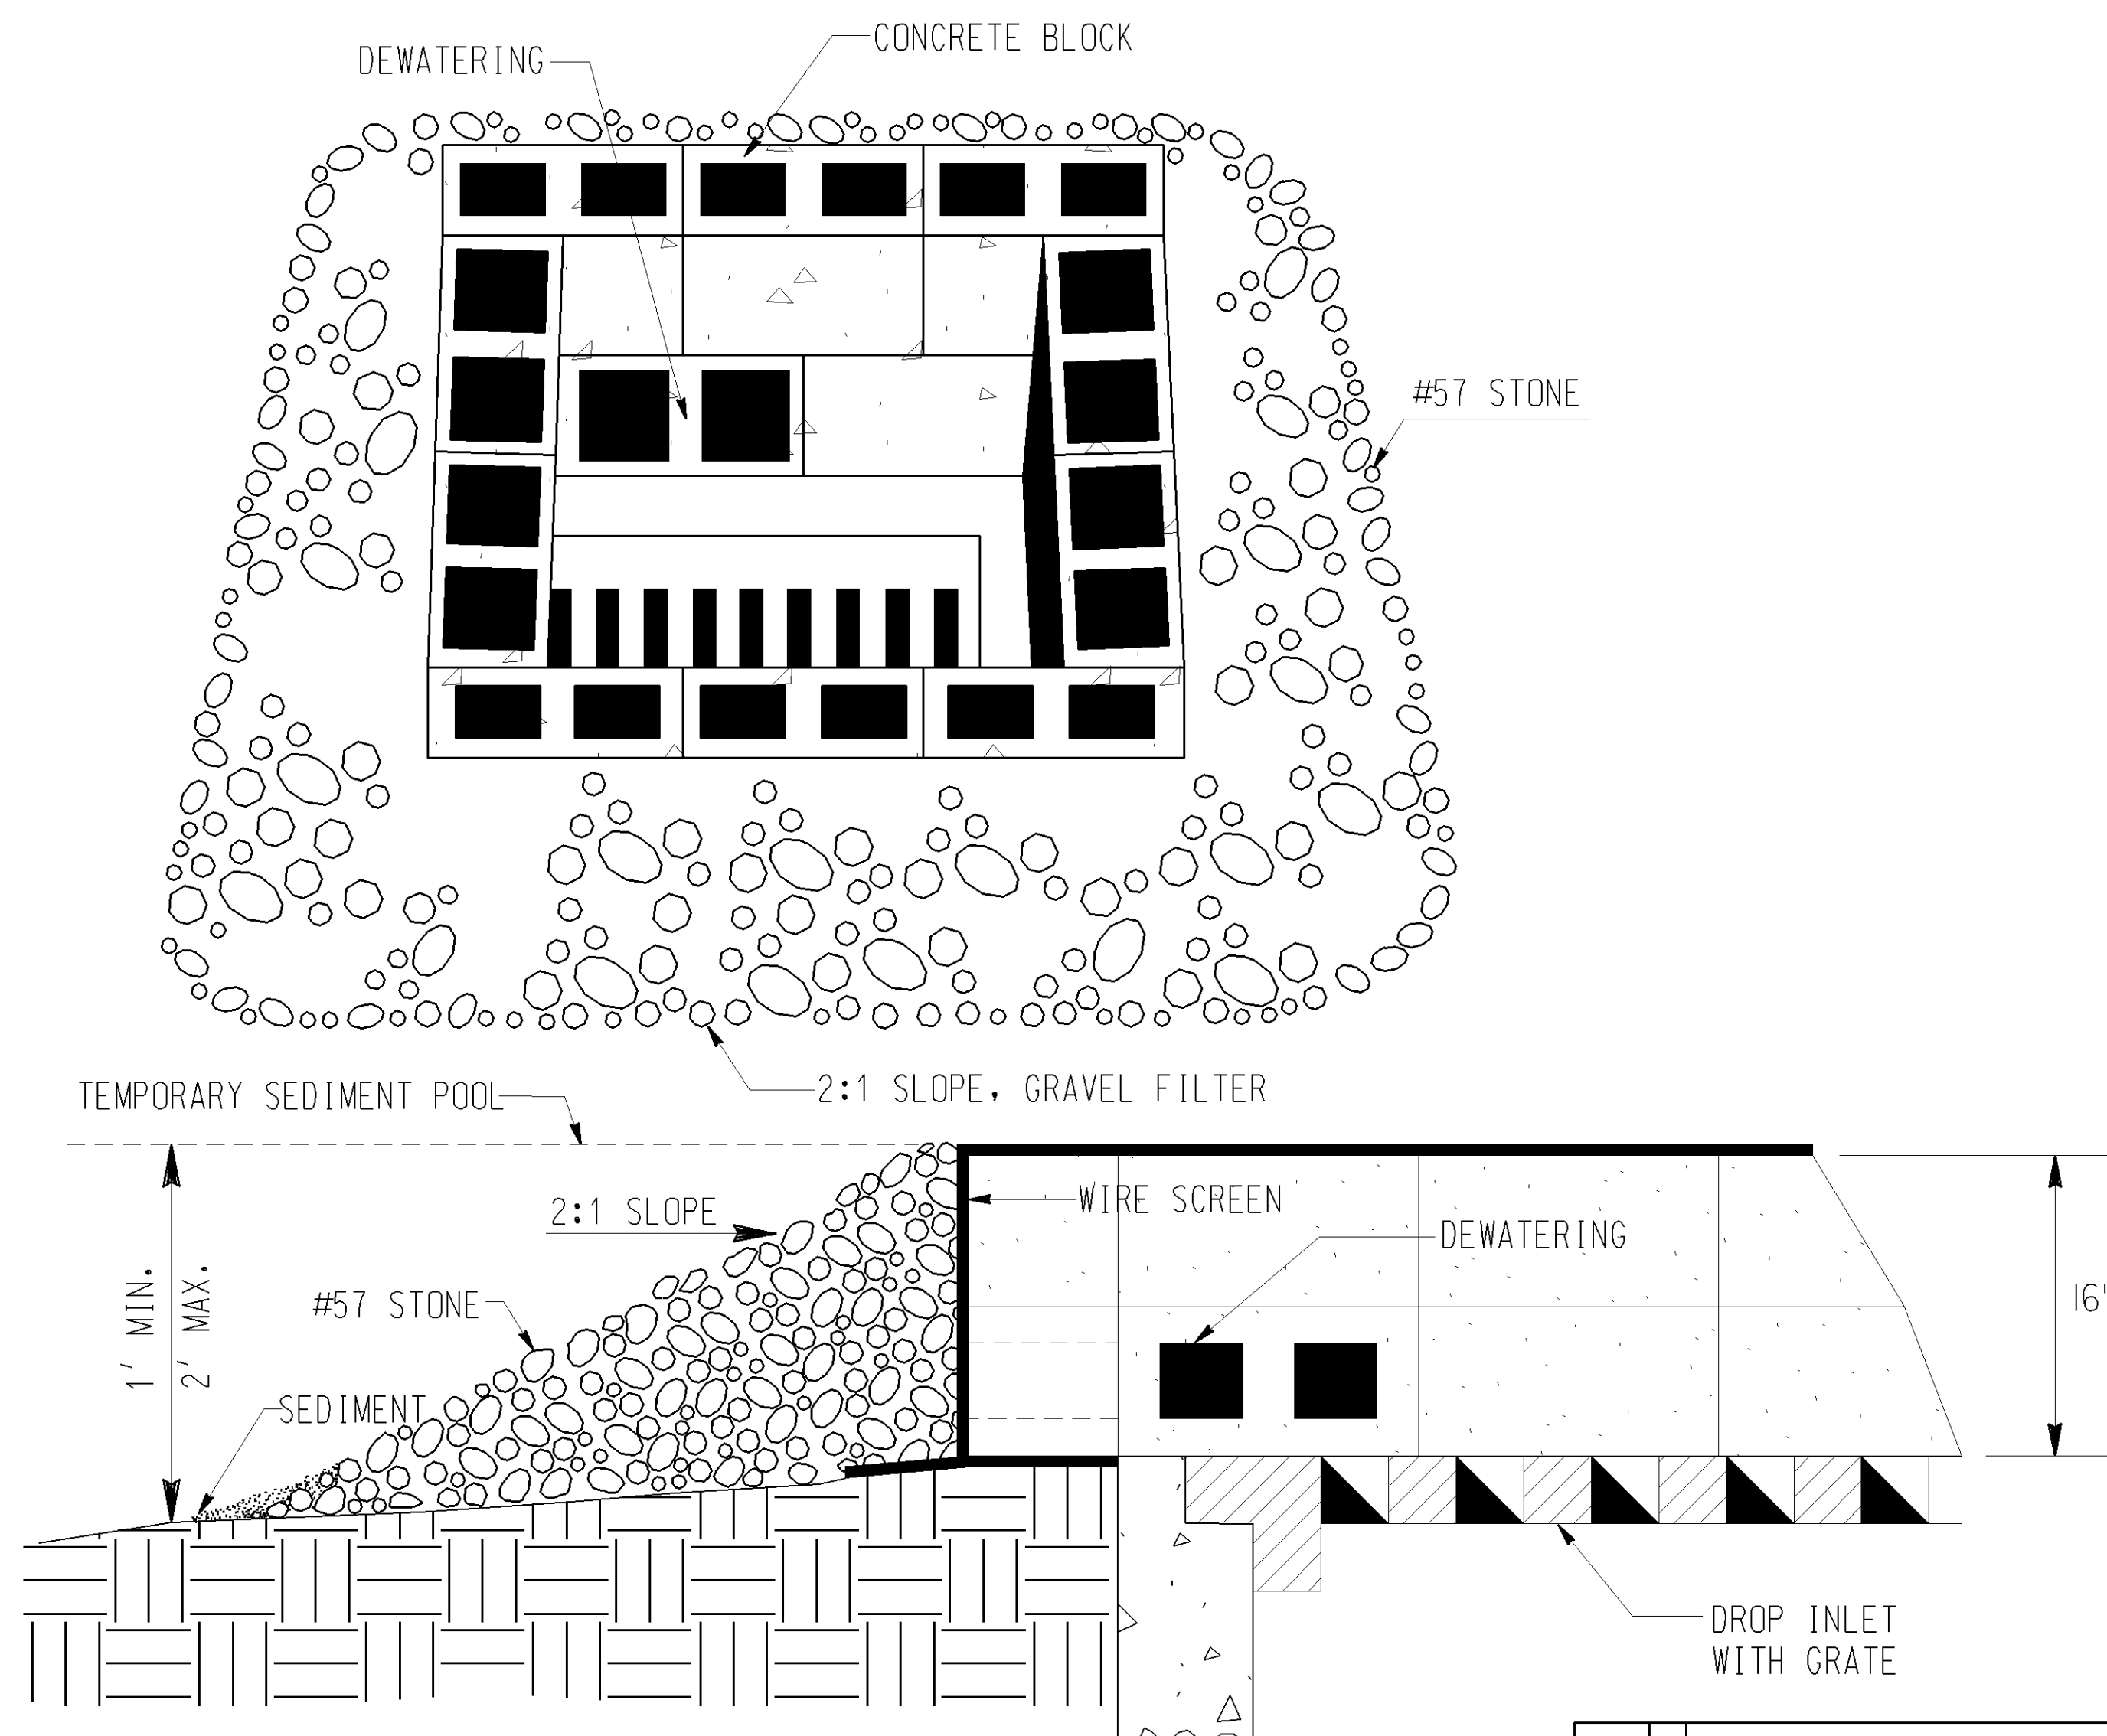 CONCRETE BLOCK
DEWATERING
#57 STONE
TEMPORARY SEDIMENT POOL
2:1 SLOPE, GRAVEL FILTER
WIRE SCREEN
2:1 SLOPE
DEWATERING
1' MIN.
2' MAX.
#57 STONE
16"
SEDIMENT
DROP INLET
WITH GRATE